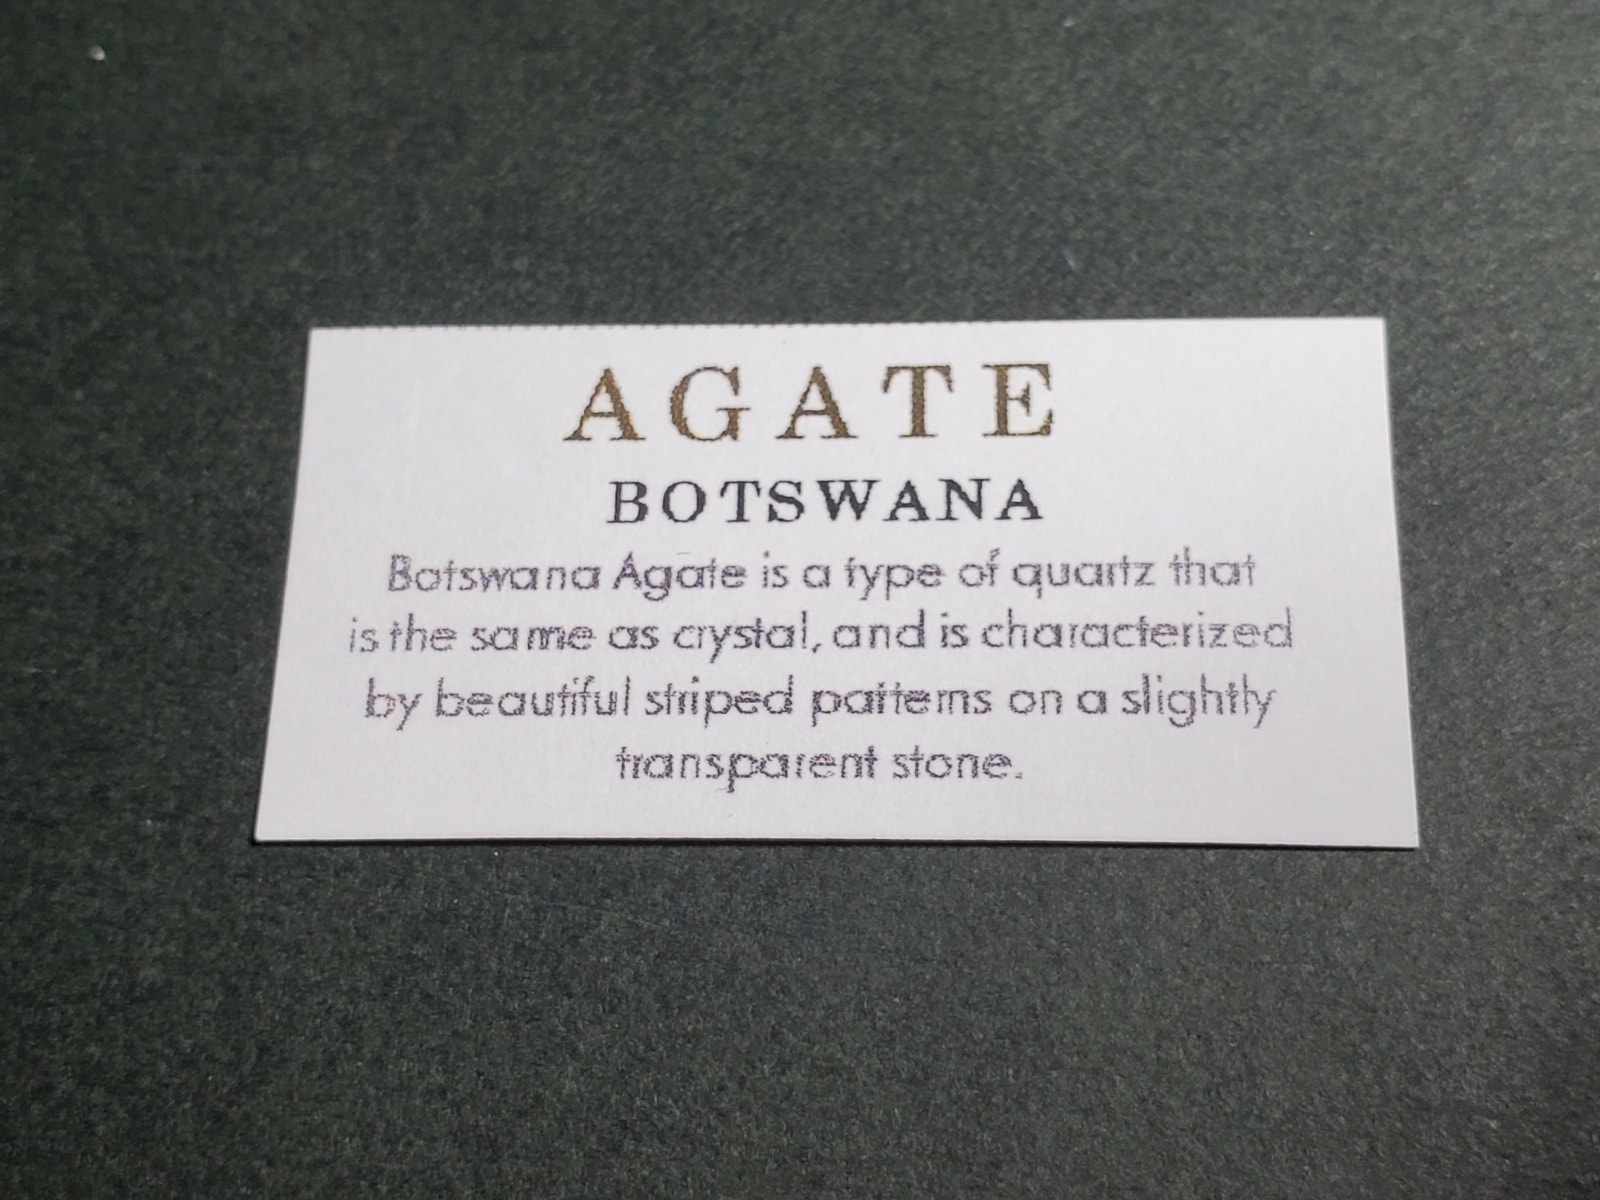 AGATE
BOTSWANA
Botswana Agate is a type of quartz that
is the same as crystal, and is characterized
by beautiful striped patterns on a slightly
transparent stone.